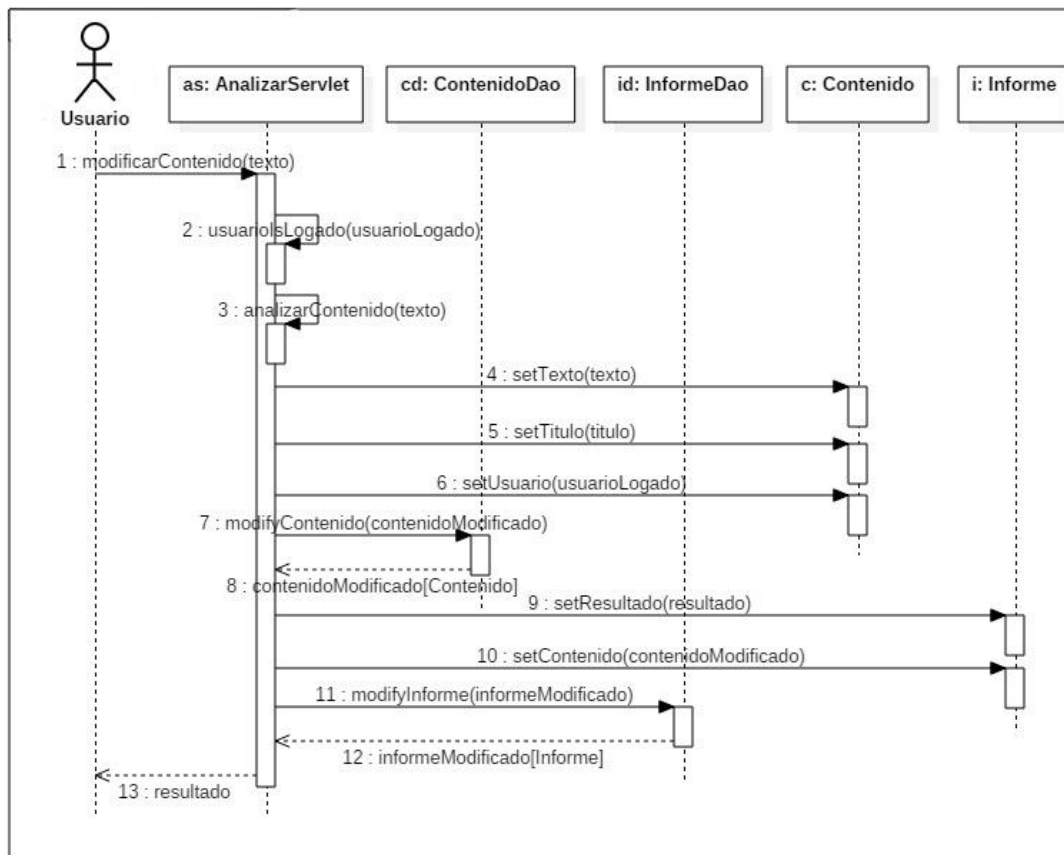 Usuario
as: AnalizarServlet
cd: ContenidoDao
id: InformeDao
c: Contenido
i: Informe
1 : modificarContenido(texto)
2 : usuarioIsLogado(usuarioLogado)
3 : analizarContenido(texto)
4 : setTexto(texto)
5 : setTitulo(titulo)
6 : setUsuario(usuarioLogado)
7 : modifyContenido(contenidoModificado)
8 : contenidoModificado[Contenido]
9 : setResultado(resultado)
10 : setContenido(contenidoModificado)
11 : modifyInforme(informeModificado)
12 : informeModificado[Informe]
13 : resultado